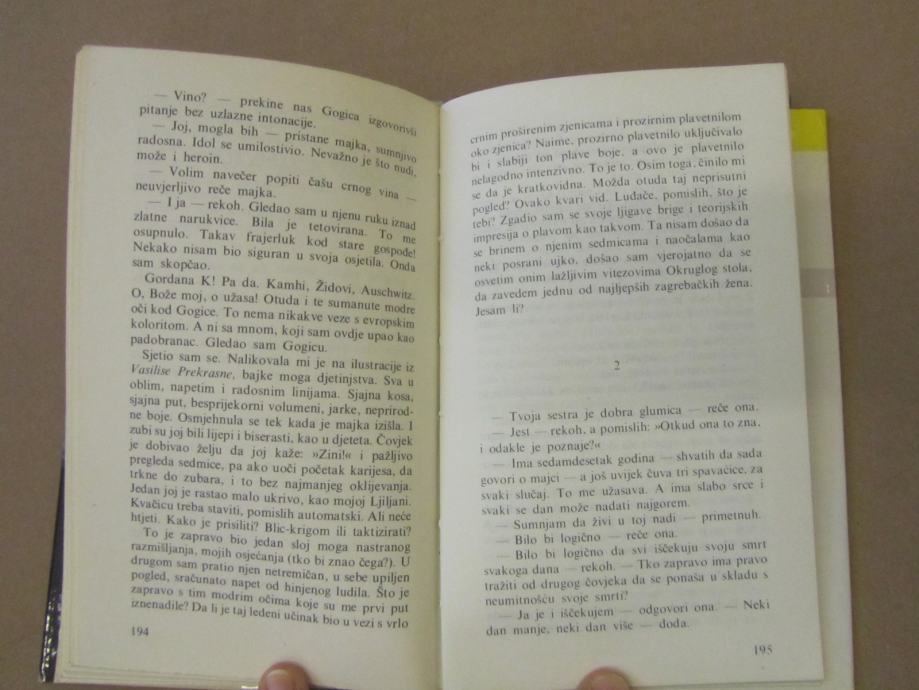 — Vino? — prekine nas Gogica izgovorivši
pitanje bez uzlazne intonacije.
— Joj, mogla bih — pristane majka, sumnjivo
radosna. Idol se umilostivio. Nevažno je što nudi,
može i heroin.
— Volim navečer popiti čašu crnog vina —
neuvjerljivo reče majka.
— I ja — rekoh. Gledao sam u njenu ruku iznad
zlatne narukvice. Bila je tetovirana. To me
osupnulo. Takav frajerluk kod stare gospođe!
Nekako nisam bio siguran u svoja osjetila. Onda
sam skopčao.
Gordana K! Pa da. Kamhi, Židovi, Auschwitz.
O, Bože moj, o užasa! Otuda i te sumanute modre
oči kod Gogice. To nema nikakve veze s evropskim
koloritom. A ni sa mnom, koji sam ovdje upao kao
padobranac. Gledao sam Gogicu.
Sjetio sam se. Nalikovala mi je na ilustracije iz
Vasilise Prekrasne, bajke moga djetinjstva. Sva u
oblim, napetim i radosnim linijama. Sjajna kosa,
sjajna put, besprijekorni volumeni, jarke, neprirod-
ne boje. Osmjehnula se tek kada je majka izišla. I
zubi su joj bili lijepi i biserasti, kao u djeteta. Čovjek
je dobivao želju da joj kaže: »Zini!« i pažljivo
pregleda sedmice, pa ako uoči početak karijesa, da
trkne do zubara, i to bez najmanjeg oklijevanja.
Jedan joj je rastao malo ukrivo, kao mojoj Ljiljani.
Kvačicu treba staviti, pomislih automatski. Ali neće
htjeti. Kako je prisiliti? Blic-krigom ili taktizirati?
To je zapravo bio jedan sloj moga nastranog
razmišljanja, mojih osjećanja (tko bi znao čega?). U
drugom sam pratio njen netremičan, u sebe upiljen
pogled, sračunato napet od hinjenog ludila. Što je
zapravo s tim modrim očima koje su me prvi put
iznenadile? Da li je taj ledeni učinak bio u vezi s vrlo
194
crnim proširenim zjenicama i prozirnim plavetnilom
oko zjenica? Naime, prozirno plavetnilo uključivalo
bi i slabiji ton plave boje, a ovo je plavetnilo
nelagodno intenzivno. To je to. Osim toga, činilo mi
se da je kratkovidna. Možda otuda taj neprisutni
pogled? Ovako kvari vid. Luđače, pomislih, što je
tebi? Zgadio sam se svoje ljigave brige i teorijskih
impresija o plavom kao takvom. Ta nisam došao da
se brinem o njenim sedmicama i naočalama kao
neki posrani ujko, došao sam vjerojatno da se
osvetim onim lažljivim vitezovima Okruglog stola,
da zavedem jednu od najljepših zagrebačkih žena.
Jesam li?
2
— Tvoja sestra je dobra glumica — reče ona.
— Jest — rekoh, a pomislih: »Otkud ona to zna,
i odakle je poznaje?«
— Ima sedamdesetak godina — shvatih da sada
govori o majci — a još uvijek čuva tri spavaćice, za
svaki slučaj. To me užasava. A ima slabo srce i
svaki se dan može nadati najgorem.
— Sumnjam da živi u toj nadi — primetnuh.
— Bilo bi logično — reče ona.
— Bilo bi logično da svi iščekuju svoju smrt
svakoga dana — rekoh. — Tko zapravo ima pravo
tražiti od drugog čovjeka da se ponaša u skladu s
neumitnošću svoje smrti?
— Ja je i iščekujem — odgovori ona. — Neki
dan manje, neki dan više — doda.
195